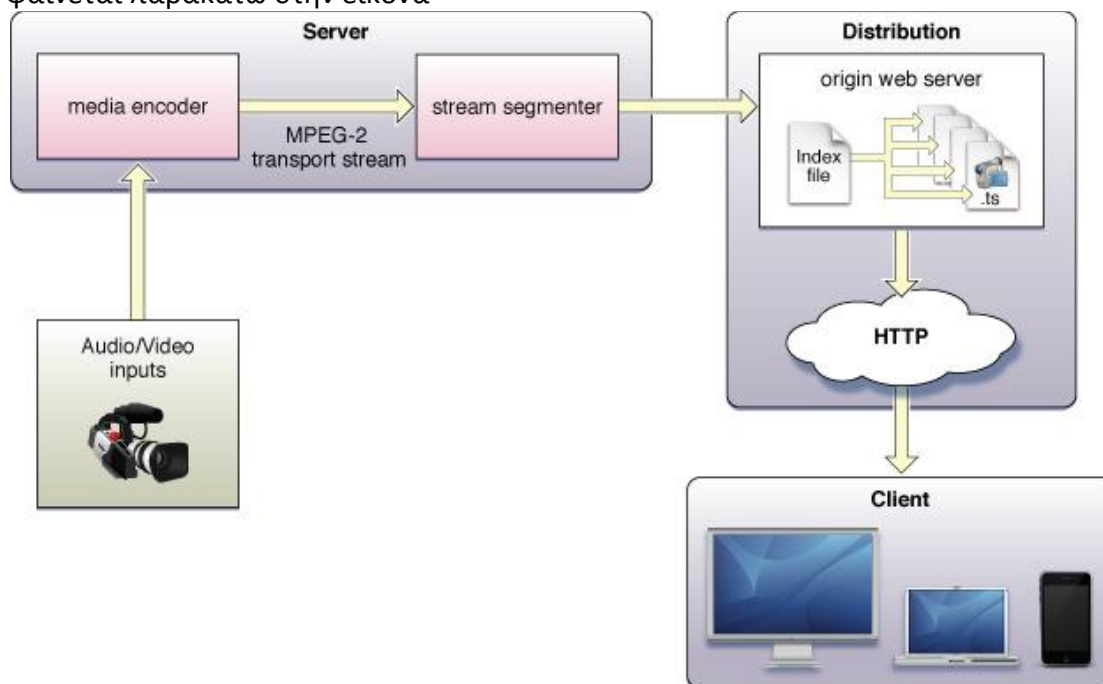 φαίνεται παρακάτω στην εικόνα
Server
media encoder
MPEG-2
transport stream
stream segmenter
Distribution
origin web server
Index
file
.ts
HTTP
Audio/Video
inputs
Client